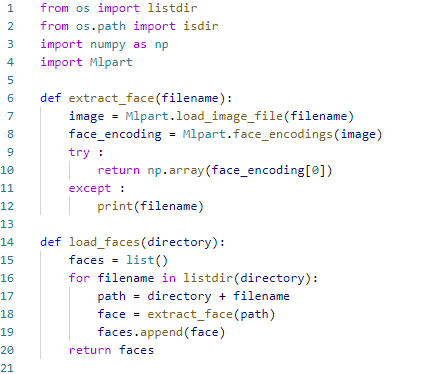 1 from os import listdir
2 from os.path import isdir
3 import numpy as np
4 import Mlpart
5
6 def extract_face(filename):
7     image = Mlpart.load_image_file(filename)
8     face_encoding = Mlpart.face_encodings(image)
9     try :
10         return np.array(face_encoding[0])
11     except :
12         print(filename)
13
14 def load_faces(directory):
15     faces = list()
16     for filename in listdir(directory):
17         path = directory + filename
18         face = extract_face(path)
19         faces.append(face)
20     return faces
21